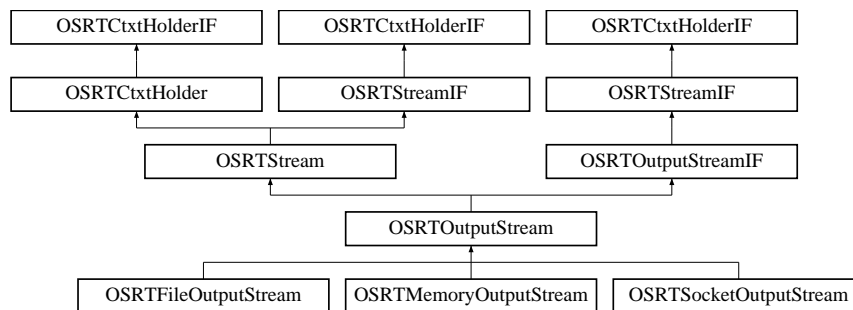 OSRTCtxtHolderIF OSRTCtxtHolderIF OSRTCtxtHolderIF
OSRTCtxtHolder OSRTStreamIF OSRTStreamIF
OSRTStream OSRTOutputStreamIF
OSRTOutputStream
OSRTFileOutputStream OSRTMemoryOutputStream OSRTSocketOutputStream